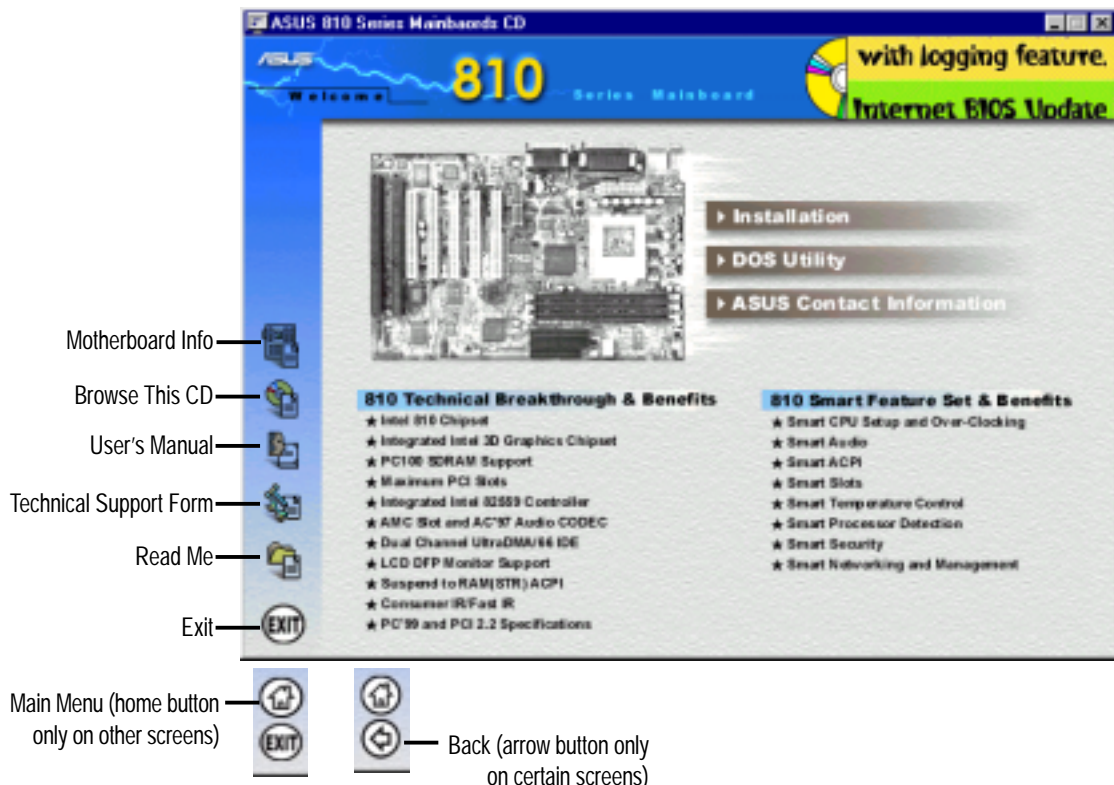 ASUS 810 Series Mainbaords CD
ASUS
Welcome
810
Series Mainboard
with logging feature.
Internet BIOS Update
Installation
DOS Utility
ASUS Contact Information
Motherboard Info
Browse This CD
User's Manual
Technical Support Form
Read Me
Exit
EXIT
810 Technical Breakthrough & Benefits
★ Intel 810 Chipset
★ Integrated Intel 3D Graphics Chipset
★ PC100 SDRAM Support
★ Maximum PCI Slots
★ Integrated Intel 82559 Controller
★ AMC Slot and AC'97 Audio CODEC
★ Dual Channel UltraDMA/66 IDE
★ LCD DFP Monitor Support
★ Suspend to RAM(STR) ACPI
★ Consumer IR/Fast IR
★ PC'99 and PCI 2.2 Specifications
810 Smart Feature Set & Benefits
★ Smart CPU Setup and Over-Clocking
★ Smart Audio
★ Smart ACPI
★ Smart Slots
★ Smart Temperature Control
★ Smart Processor Detection
★ Smart Security
★ Smart Networking and Management
Main Menu (home button
only on other screens)
EXIT
Back (arrow button only
on certain screens)